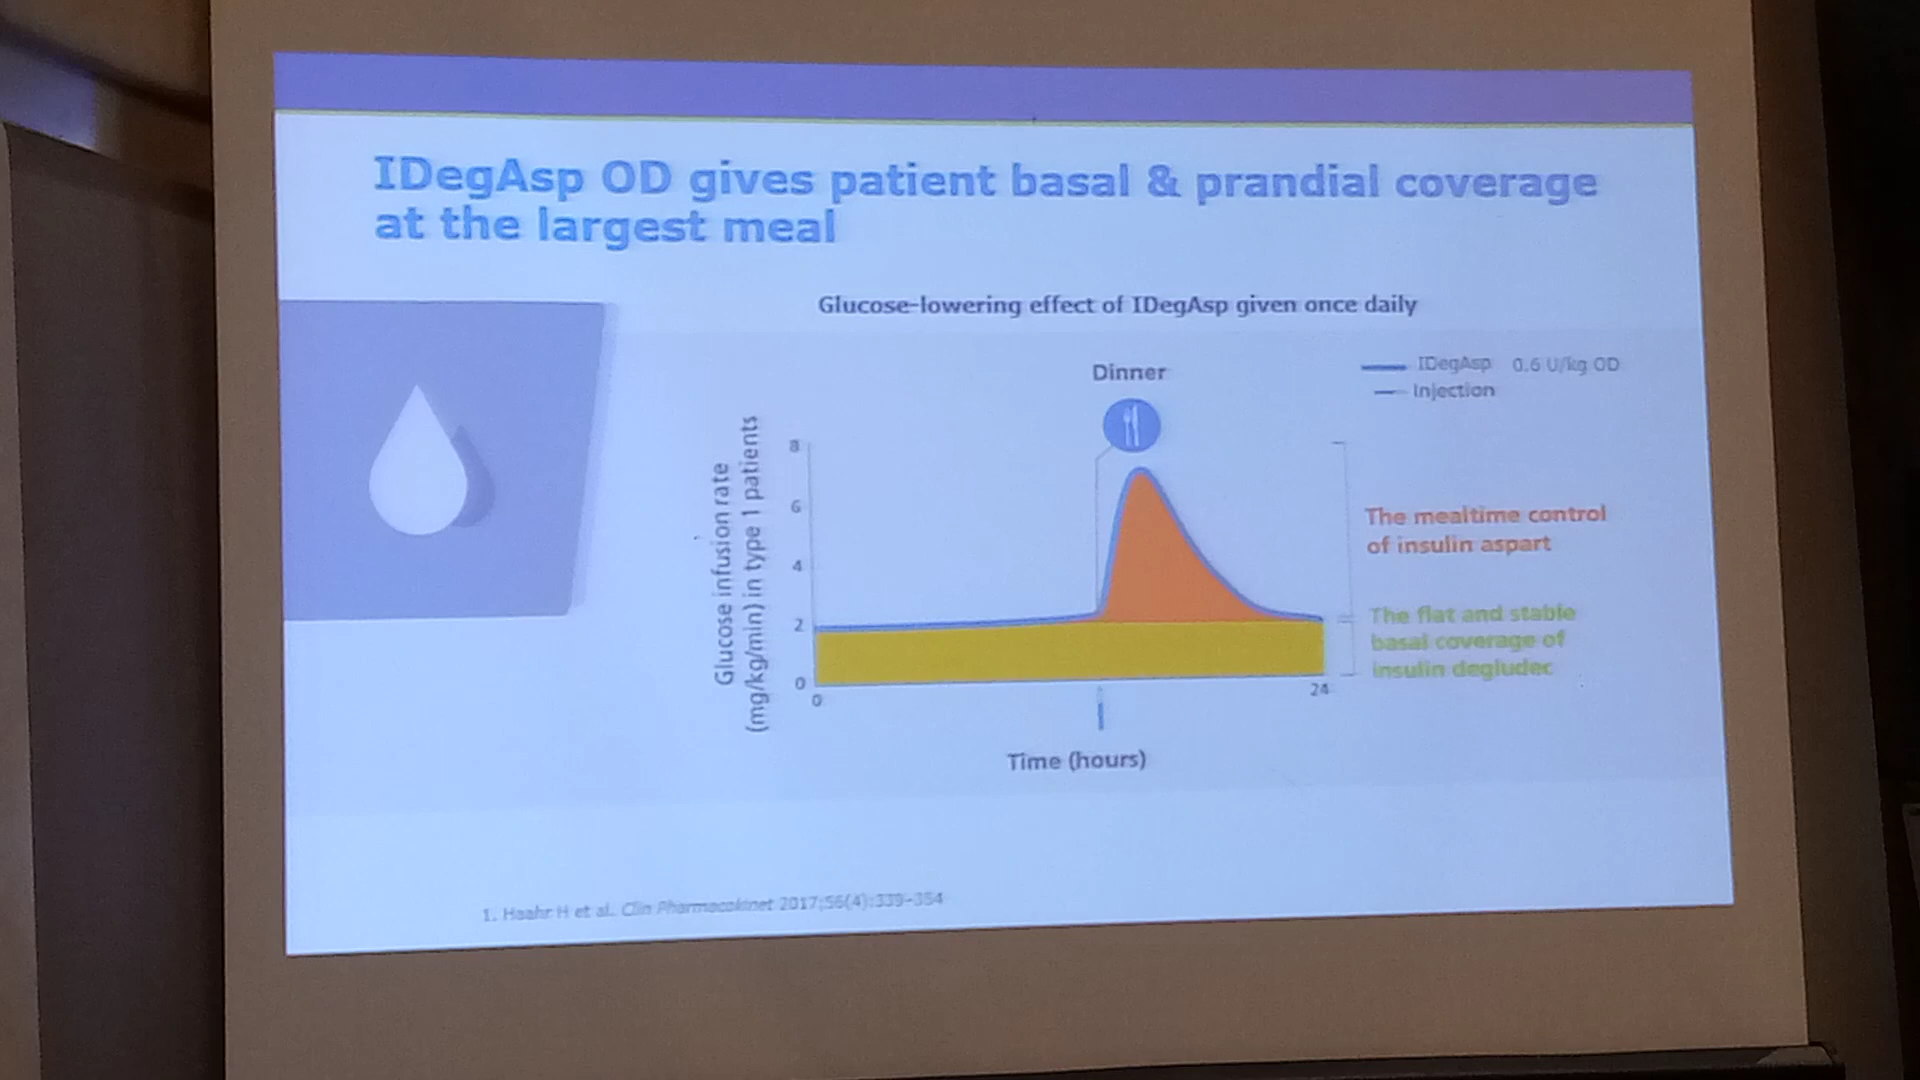 IDegAsp OD gives patient basal & prandial coverage
at the largest meal
Glucose-lowering effect of IDegAsp given once daily
Dinner
IDegAsp 0.6 U/kg OD
Injection
Glucose infusion rate
(mg/kg/min) in type 1 patients
8
6
4
2
0
0
24
Time (hours)
The mealtime control
of insulin aspart
The flat and stable
basal coverage of
insulin degludec
1. Haahr H et al. Clin Pharmacokinet 2017;56(4):339-354